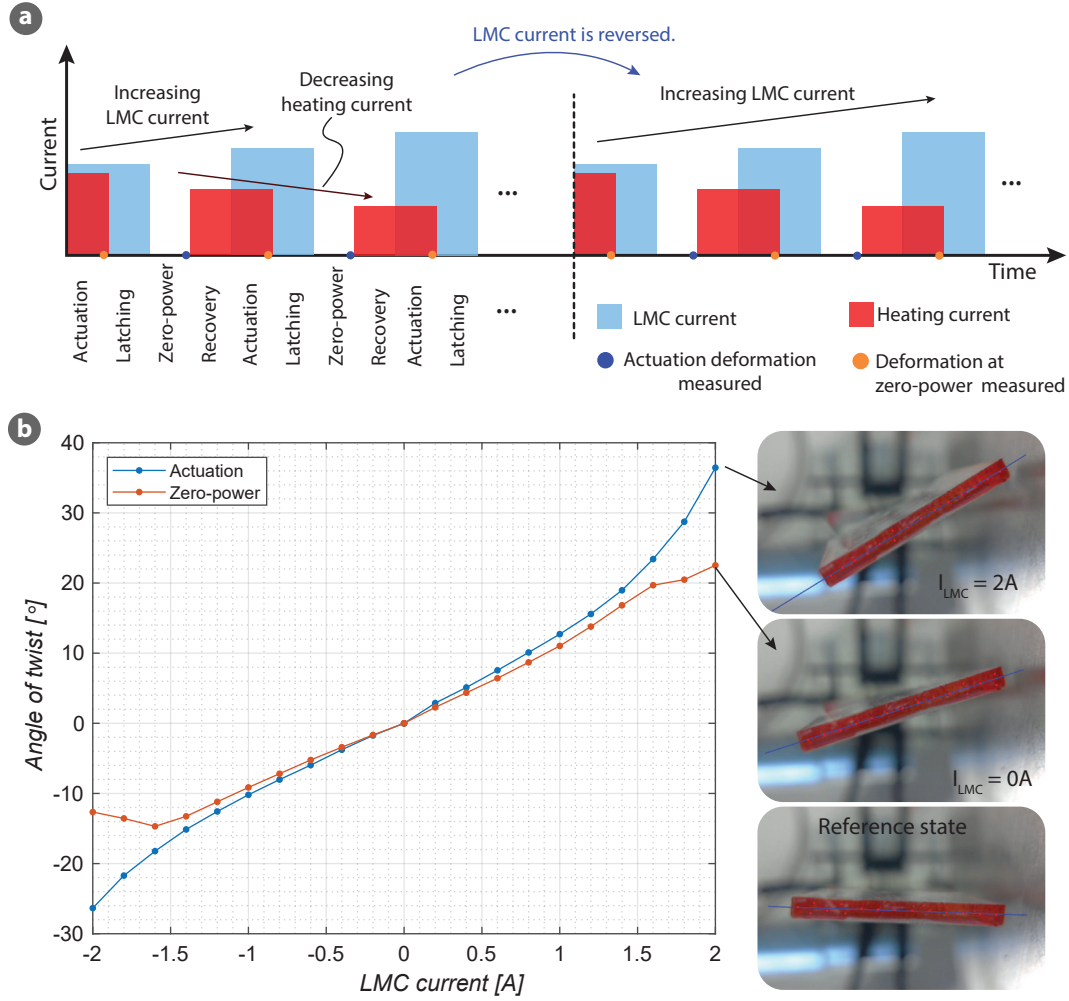 a
LMC current is reversed.
Increasing
LMC current
Decreasing
heating current
Increasing LMC current
Current
...
...
Time
Actuation
Latching
Zero-power
Recovery
Actuation
Latching
Zero-power
Recovery
Actuation
Latching
...
LMC current
Heating current
Actuation deformation
measured
Deformation at
zero-power measured
b
40
30
20
10
0
-10
-20
-30
Angle of twist [°]
Actuation
Zero-power
-2
-1.5
-1
-0.5
0
0.5
1
1.5
2
LMC current [A]
I_LMC = 2A
I_LMC = 0A
Reference state